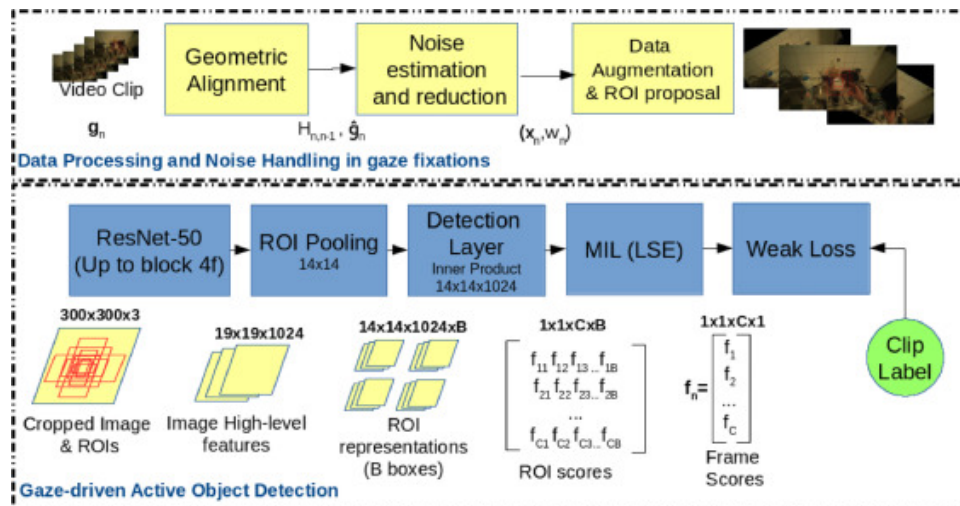 Video Clip
gₙ
Geometric
Alignment
Hₙ,ₙ₋₁ , ĝₙ
Noise
estimation
and reduction
(xₙ,wₙ)
Data
Augmentation
& ROI proposal
Data Processing and Noise Handling in gaze fixations
ResNet-50
(Up to block 4f)
ROI Pooling
14x14
Detection
Layer
Inner Product
14x14x1024
MIL (LSE)
Weak Loss
Clip
Label
300x300x3
Cropped Image
& ROIs
19x19x1024
Image High-level
features
14x14x1024xB
ROI
representations
(B boxes)
1x1xCxB
f₁₁ f₁₂ f₁₃... f₁B
f₂₁ f₂₂ f₂₃... f₂B
...
fC₁ fC₂ fC₃... fCB
ROI scores
1x1xCx1
fₙ=
f₁
f₂
...
fC
Frame
Scores
Gaze-driven Active Object Detection